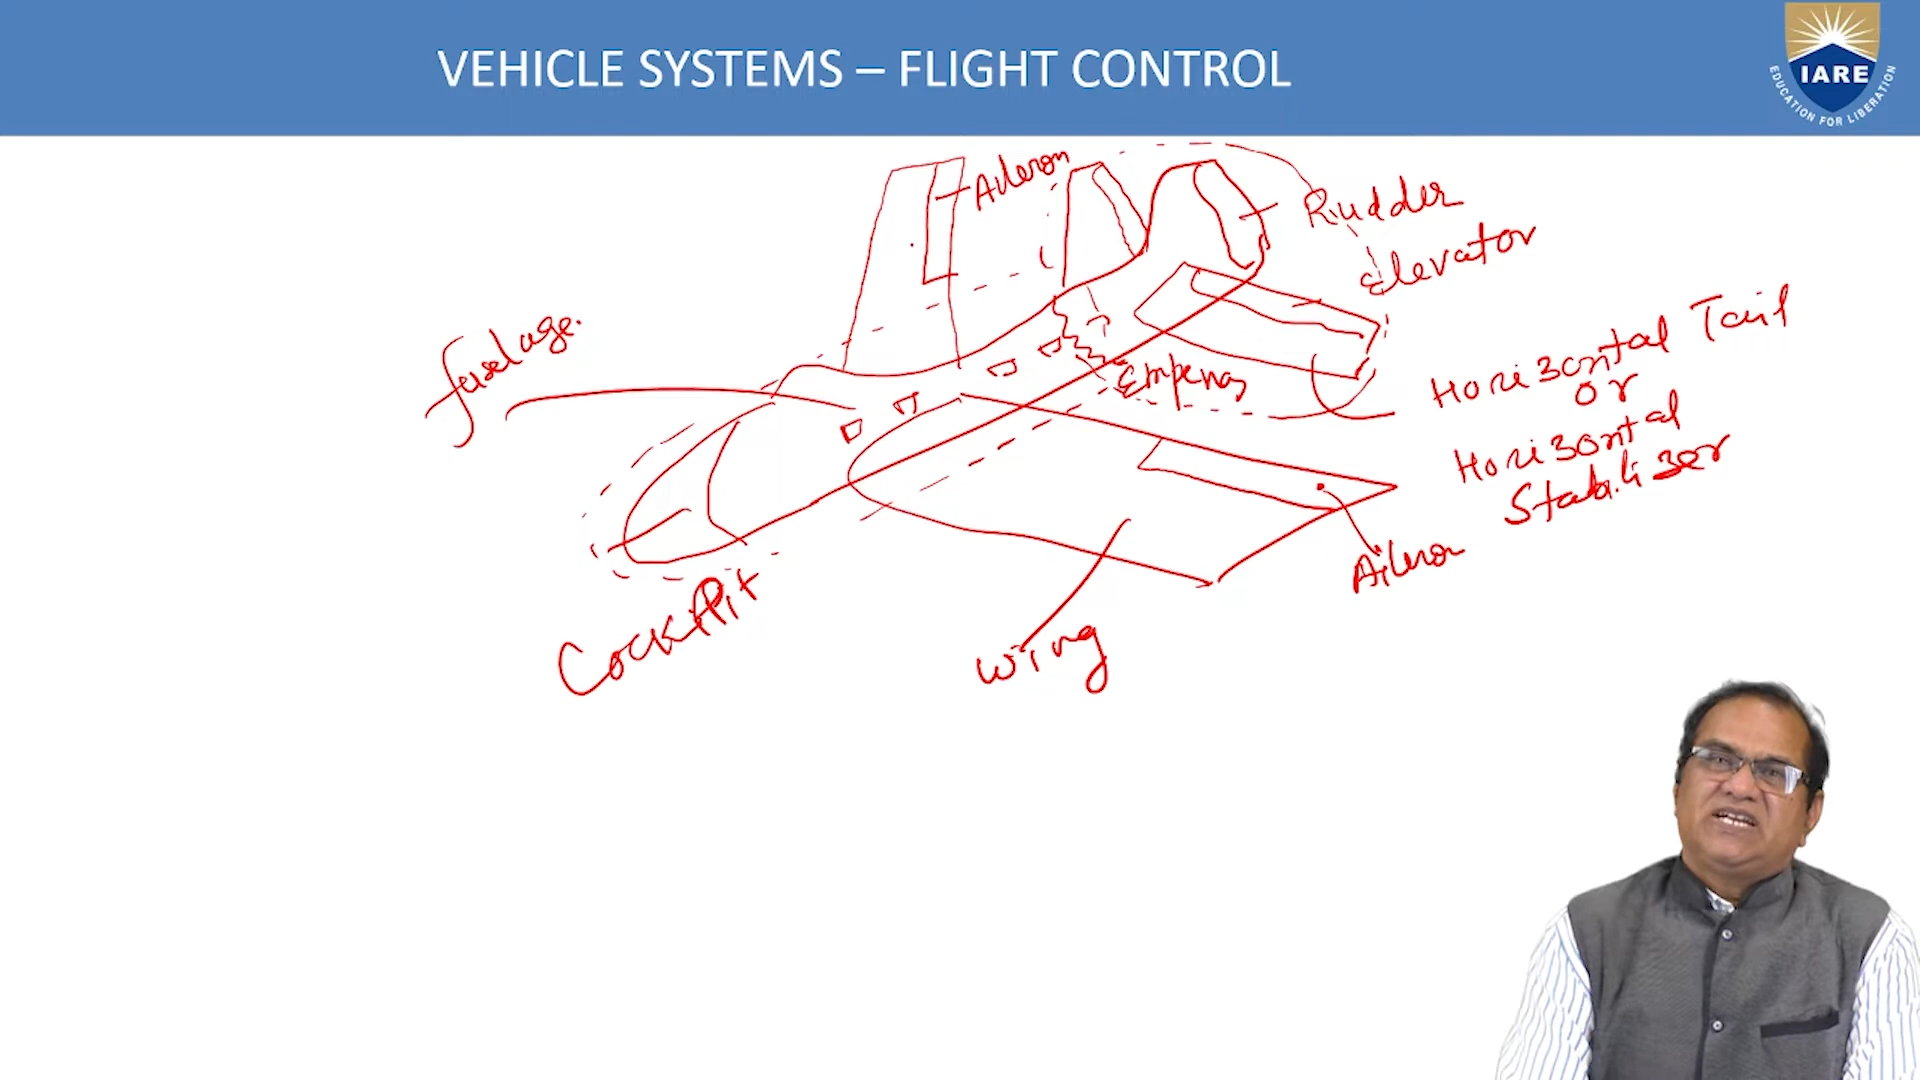 VEHICLE SYSTEMS – FLIGHT CONTROL
IARE
EDUCATION FOR LIBERATION
Aileron
Rudder
Elevator
fuselage.
Horizontal Tail
or
Horizontal
Stabilizer
Empenas
Aileron
Cockpit
wing